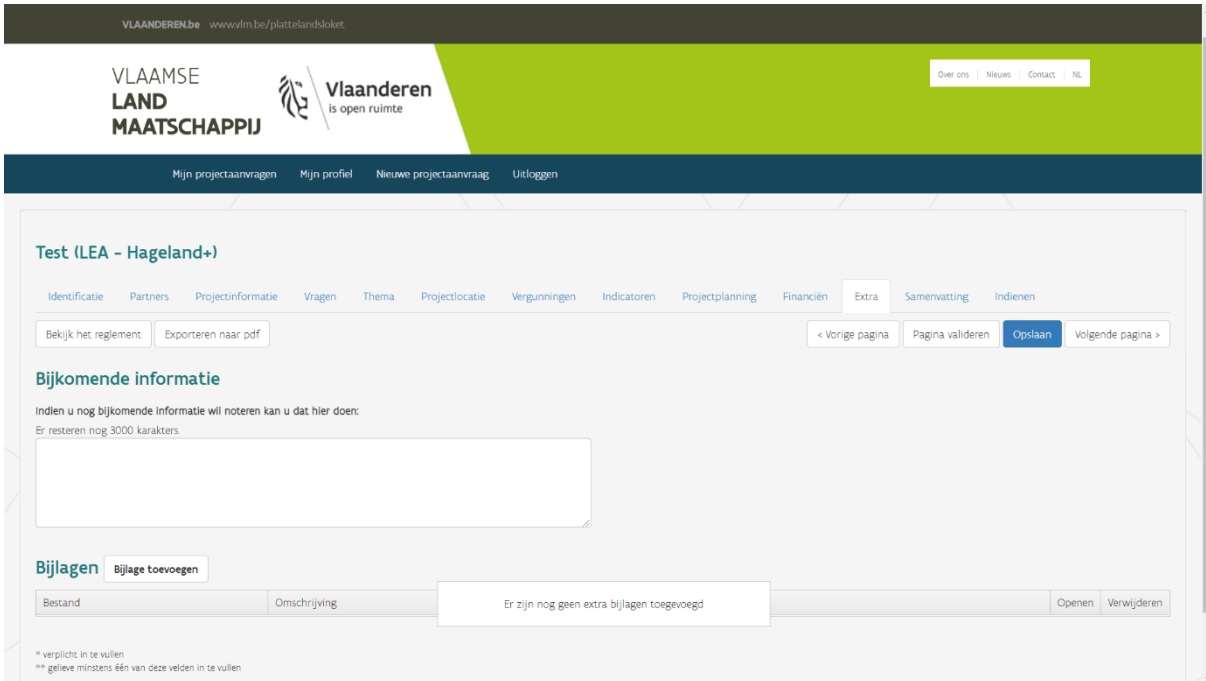 VLAANDEREN.be www.vlm.be/plattelandsloket
VLAAMSE
LAND
MAATSCHAPPIJ
Vlaanderen
is open ruimte
Over ons | Nieuws | Contact | NL
Mijn projectaanvragen Mijn profiel Nieuwe projectaanvraag Uitloggen
Test (LEA - Hageland+)
Identificatie Partners Projectinformatie Vragen Thema Projectlocatie Vergunningen Indicatoren Projectplanning Financiën Extra Samenvatting Indienen
Bekijk het reglement Exporteren naar pdf < Vorige pagina Pagina valideren Opslaan Volgende pagina >
Bijkomende informatie
Indien u nog bijkomende informatie wil noteren kan u dat hier doen:
Er resteren nog 3000 karakters.
Bijlagen Bijlage toevoegen
Bestand Omschrijving Er zijn nog geen extra bijlagen toegevoegd Openen Verwijderen
* verplicht in te vullen
** gelieve minstens één van deze velden in te vullen